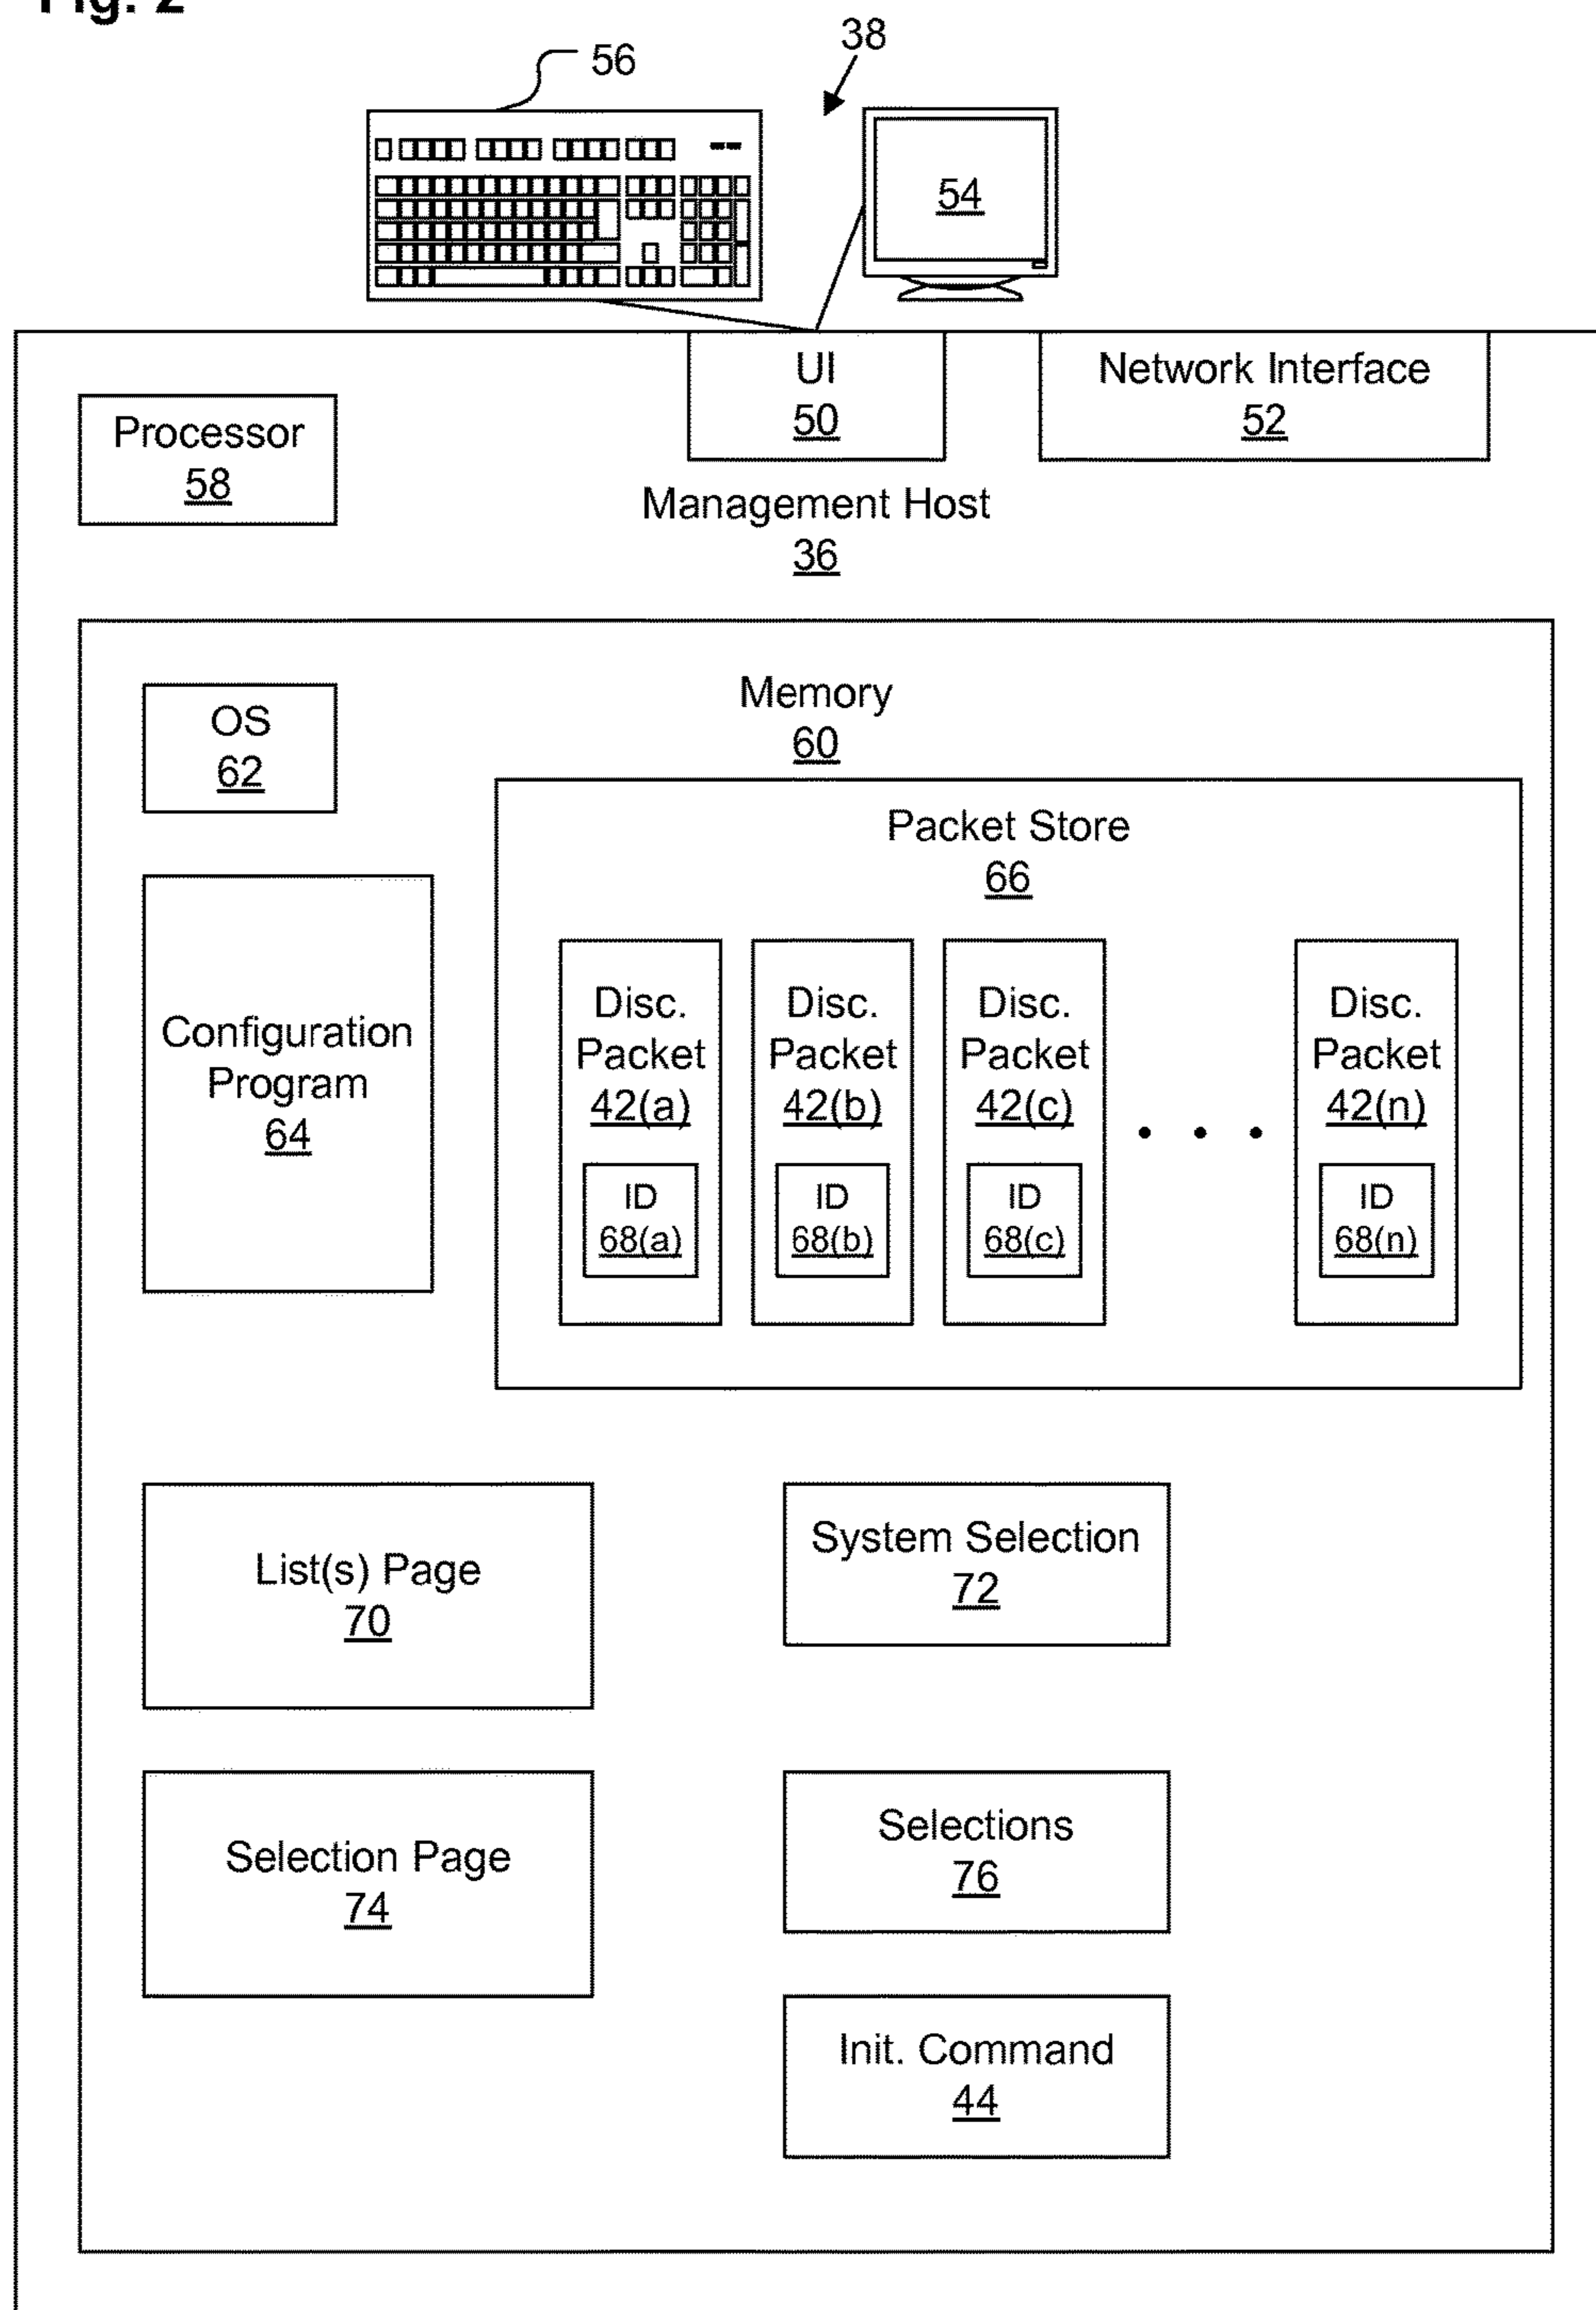 Fig. 2
38
56
54
UI
50
Network Interface
52
Processor
58
Management Host
36
Memory
60
OS
62
Packet Store
66
Configuration
Program
64
Disc.
Packet
42(a)
ID
68(a)
Disc.
Packet
42(b)
ID
68(b)
Disc.
Packet
42(c)
ID
68(c)
• • •
Disc.
Packet
42(n)
ID
68(n)
List(s) Page
70
System Selection
72
Selection Page
74
Selections
76
Init. Command
44